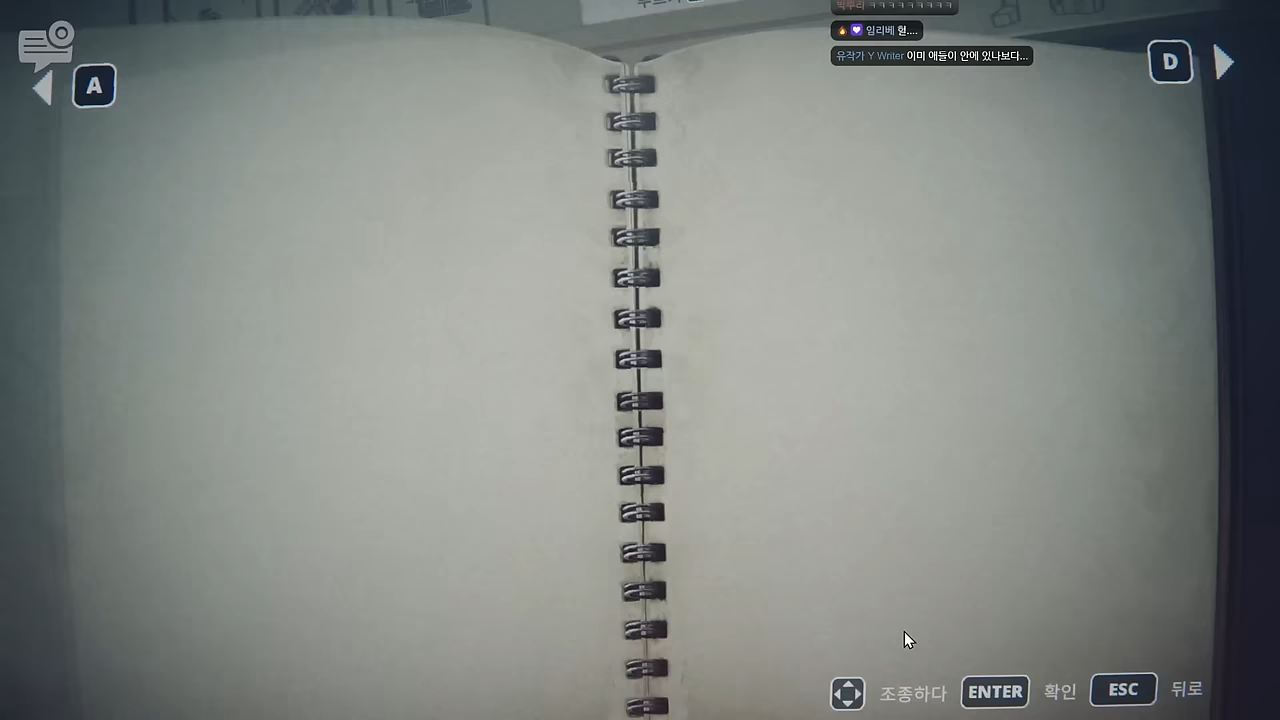 ㅋㅋㅋㅋㅋㅋㅋㅋㅋ
임리베 헐....
유작가 Y Writer 이미 애들이 안에 있나보다...
A
D
조종하다 ENTER 확인 ESC 뒤로